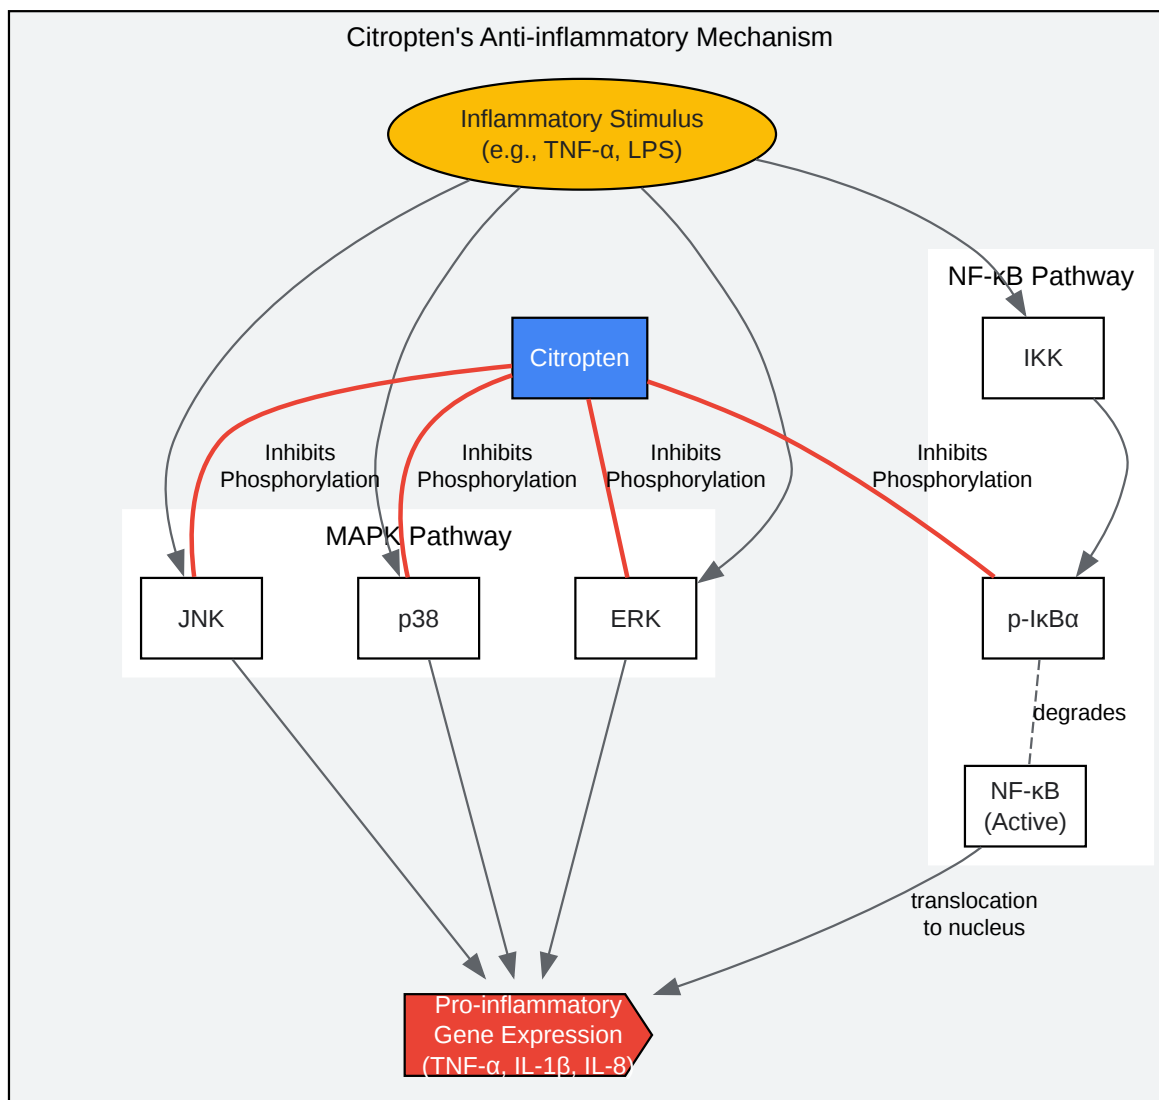 Citropten's Anti-inflammatory Mechanism
Inflammatory Stimulus
(e.g., TNF-α, LPS)
NF-κB Pathway
Citropten
IKK
Inhibits
Phosphorylation
Inhibits
Phosphorylation
Inhibits
Phosphorylation
Inhibits
Phosphorylation
MAPK Pathway
JNK
p38
ERK
p-IκBα
degrades
NF-κB
(Active)
translocation
to nucleus
Pro-inflammatory
Gene Expression
(TNF-α, IL-1β, IL-8)